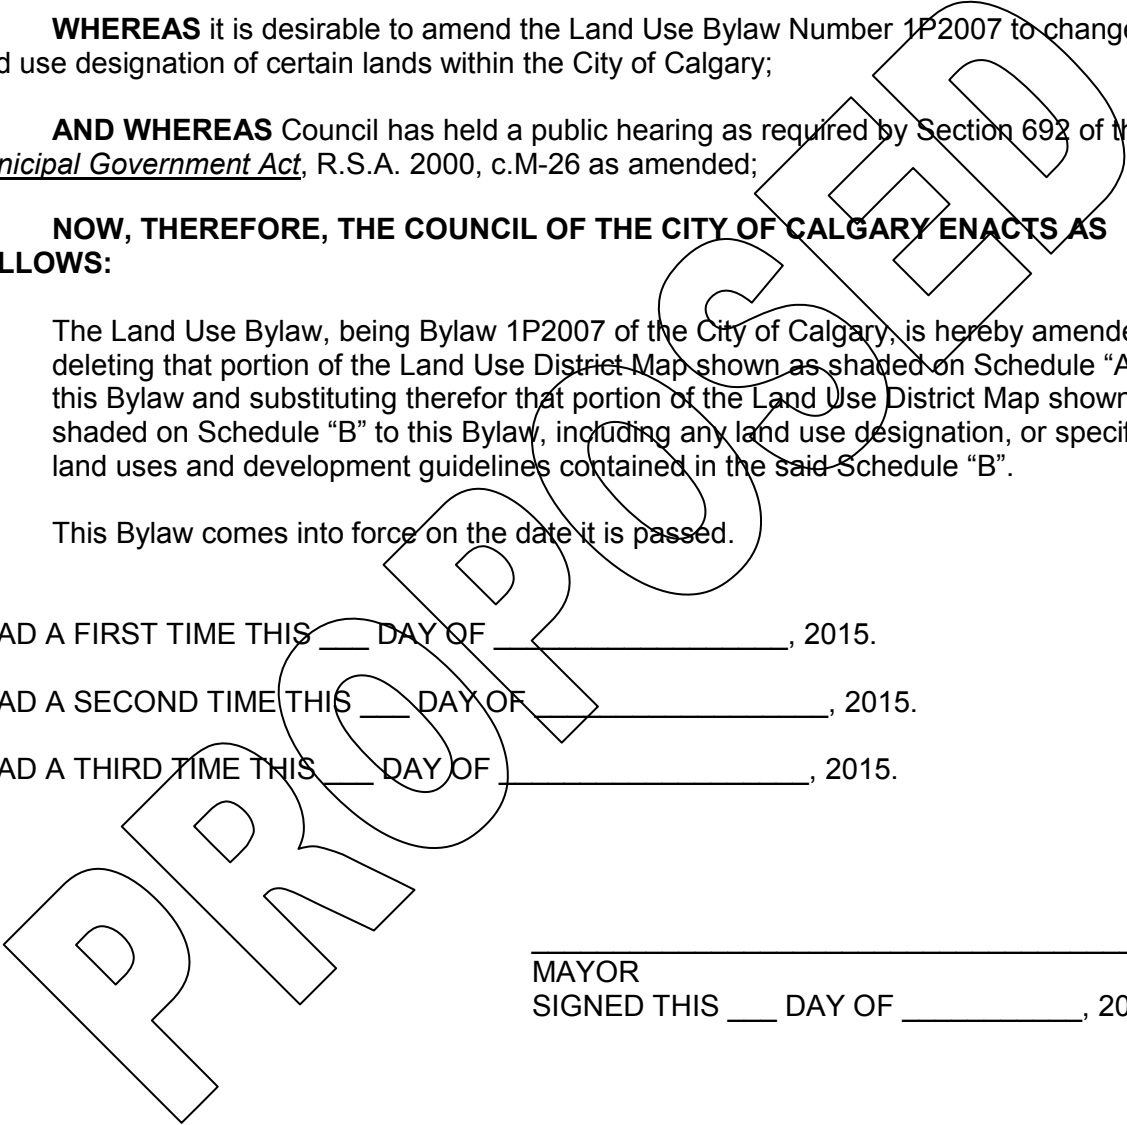 WHEREAS it is desirable to amend the Land Use Bylaw Number 1P2007 to change
d use designation of certain lands within the City of Calgary;
AND WHEREAS Council has held a public hearing as required by Section 692 of th
nicipal Government Act, R.S.A. 2000, c.M-26 as amended;
NOW, THEREFORE, THE COUNCIL OF THE CITY OF CALGARY ENACTS AS
LLOWS:
The Land Use Bylaw, being Bylaw 1P2007 of the City of Calgary, is hereby amende
deleting that portion of the Land Use District Map shown as shaded on Schedule “A
this Bylaw and substituting therefor that portion of the Land Use District Map shown
shaded on Schedule “B” to this Bylaw, including any land use designation, or specif
land uses and development guidelines contained in the said Schedule “B”.
This Bylaw comes into force on the date it is passed.
AD A FIRST TIME THIS ___ DAY OF __________________, 2015.
AD A SECOND TIME THIS ___ DAY OF __________________, 2015.
AD A THIRD TIME THIS ___ DAY OF ___________________, 2015.
MAYOR
SIGNED THIS ___ DAY OF ___________, 20
PROPOSED